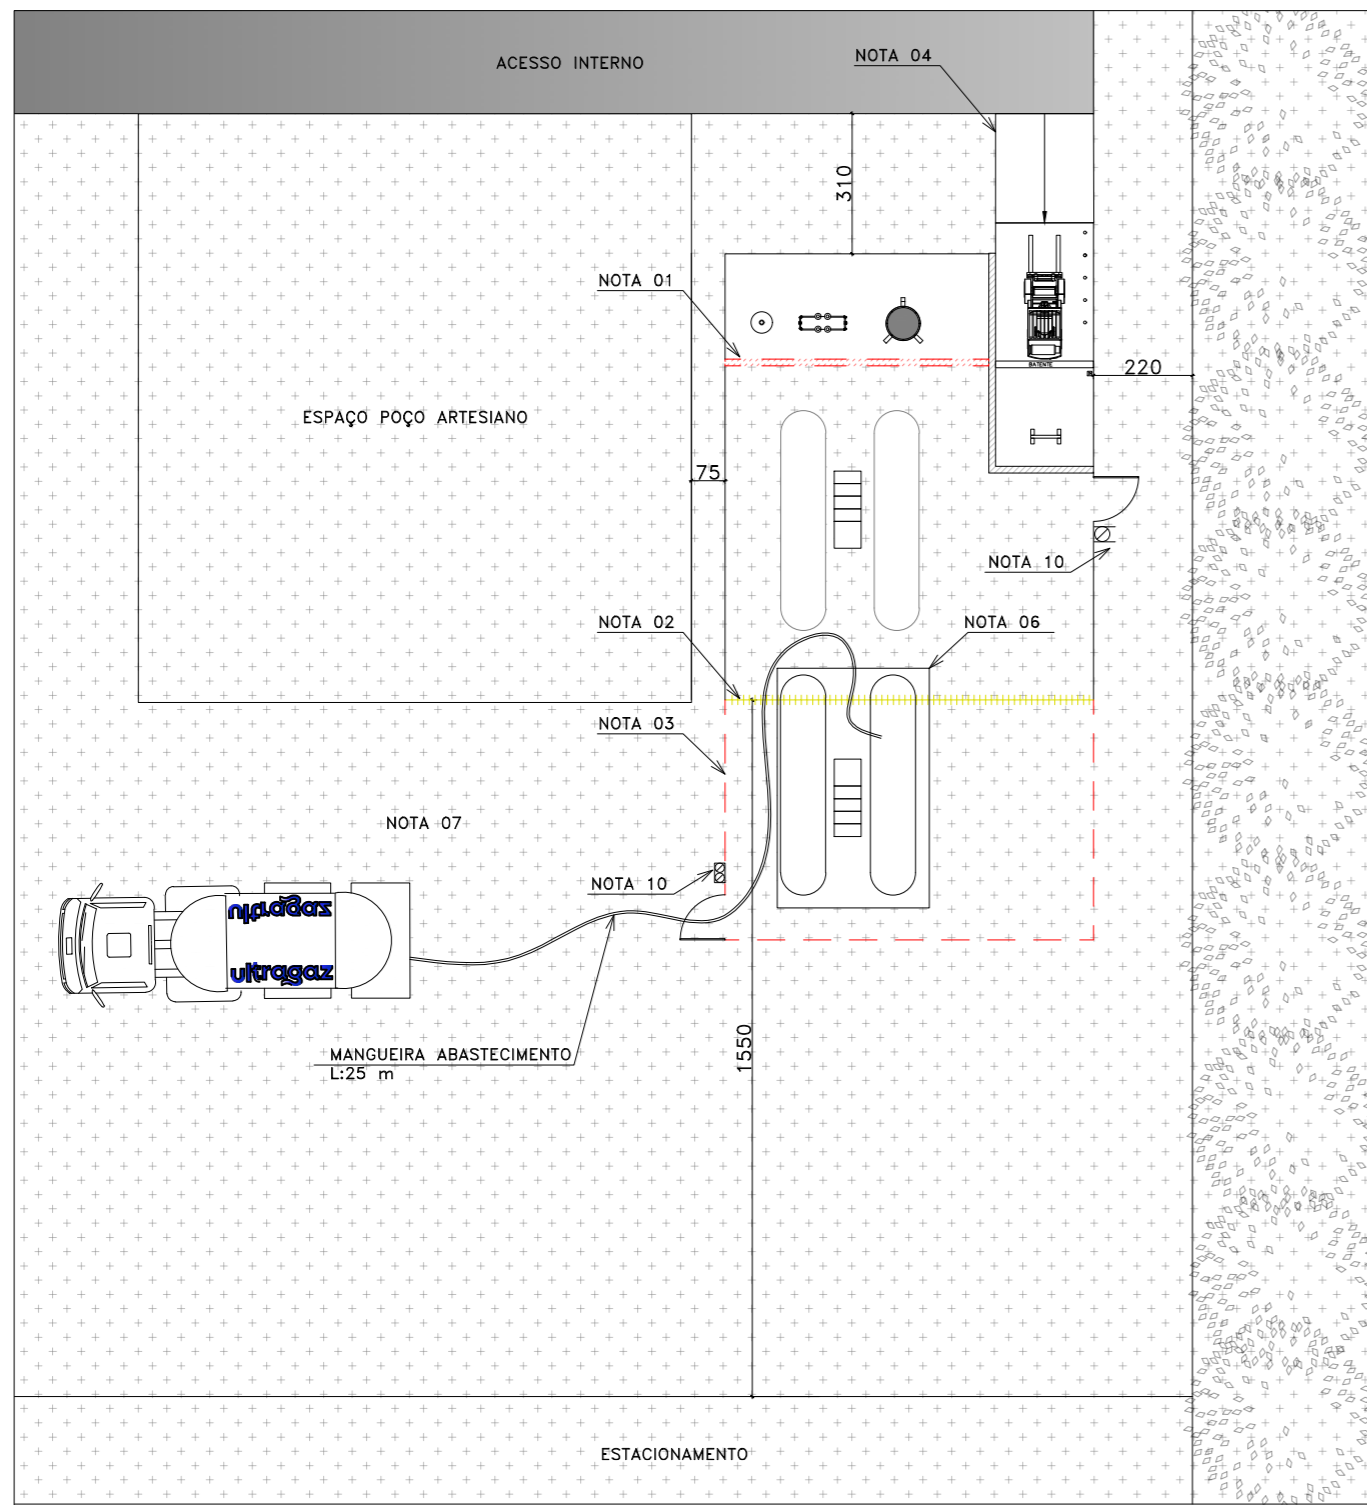 ACESSO INTERNO
NOTA 04
310
NOTA 01
BATENTE
220
ESPAÇO POÇO ARTESIANO
75
NOTA 10
NOTA 02
NOTA 06
NOTA 03
NOTA 07
NOTA 10
ultragaz
ultragaz
1550
MANGUEIRA ABASTECIMENTO
L:25 m
ESTACIONAMENTO